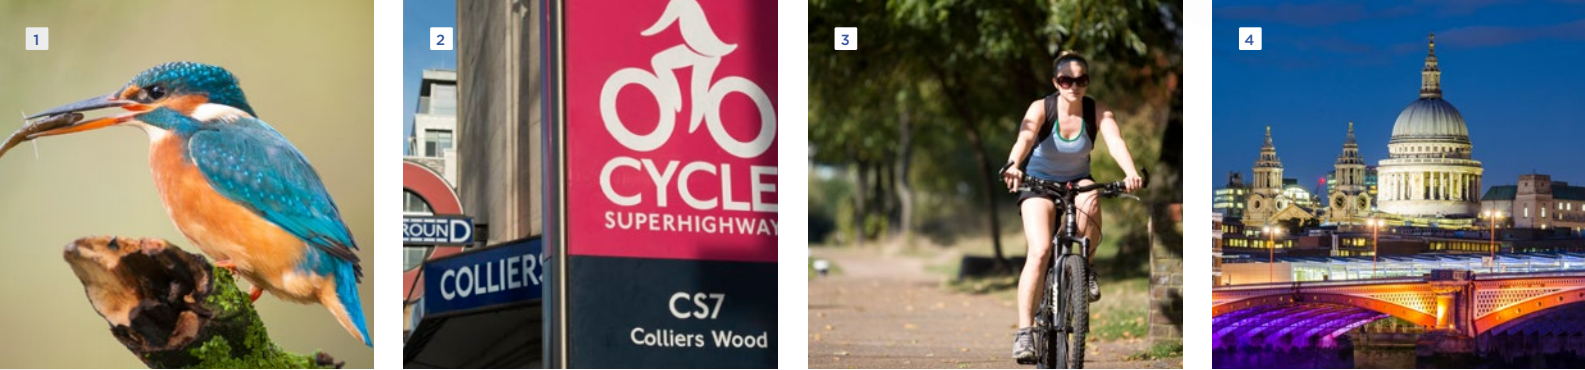 1
2
3
4
CYCLE
SUPERHIGHWAY
ROUND
COLLIERS
CS7
Colliers Wood